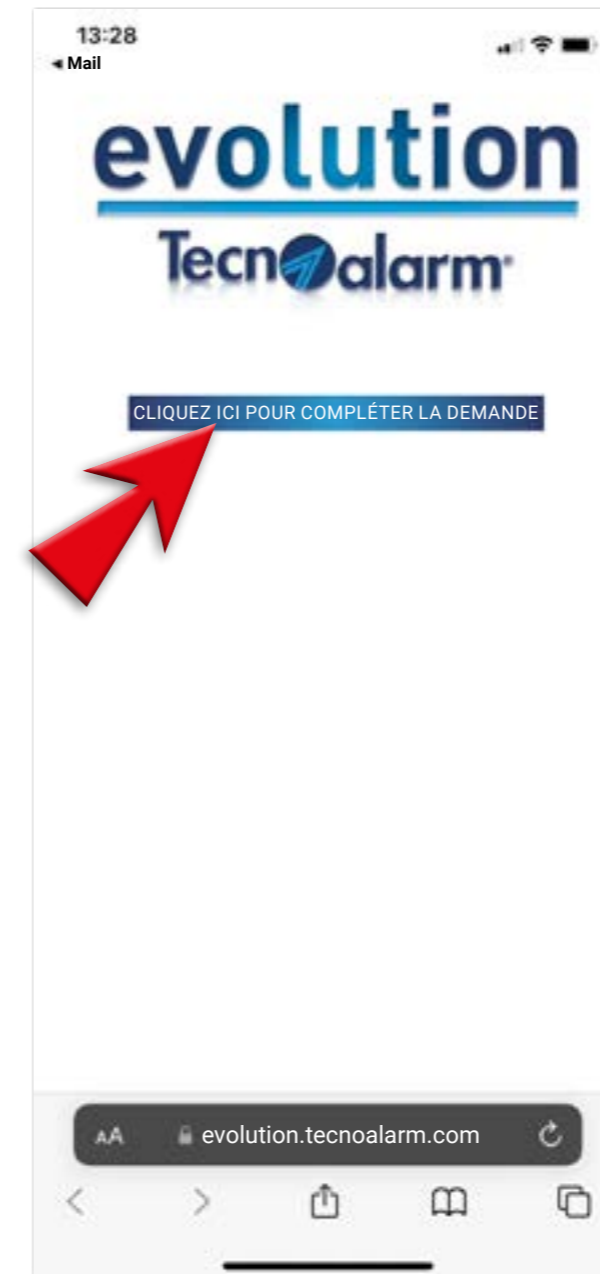 13:28
◂ Mail
evolution
Tecnoalarm®
CLIQUEZ ICI POUR COMPLÉTER LA DEMANDE
AA evolution.tecnoalarm.com